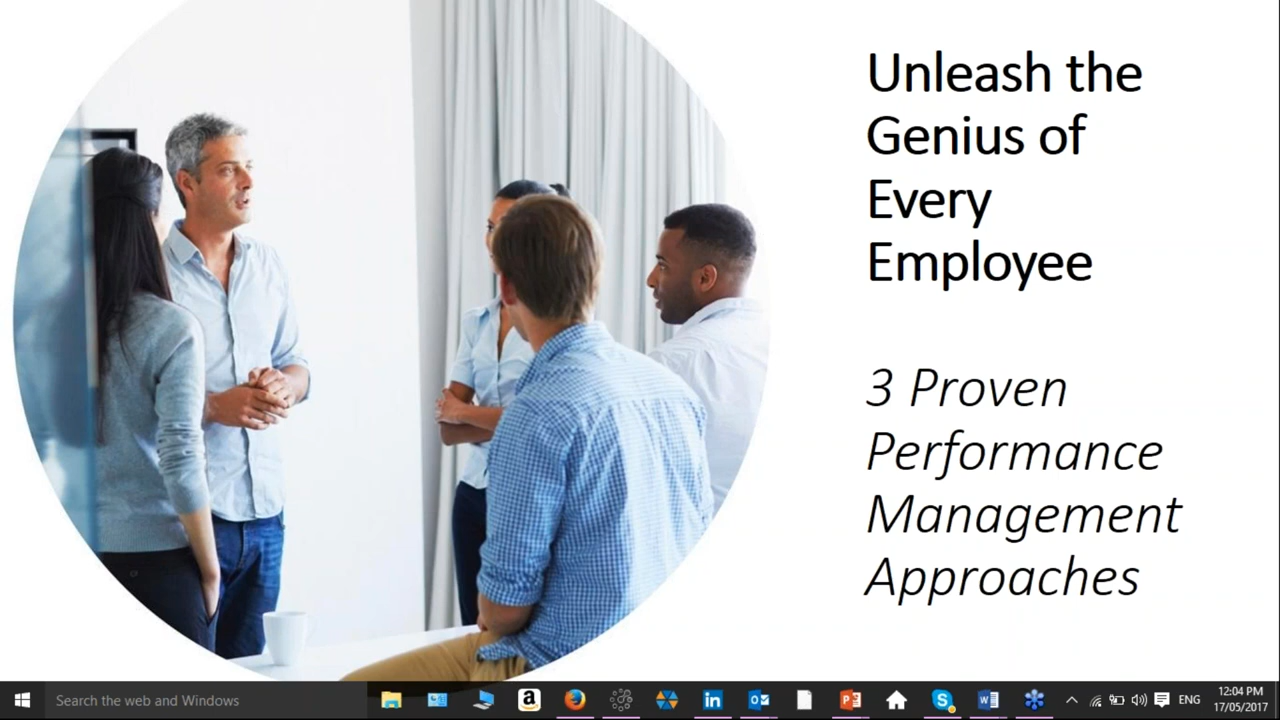 Unleash the
Genius of
Every
Employee
3 Proven
Performance
Management
Approaches
Search the web and Windows
a
in
ENG
12:04 PM
17/05/2017